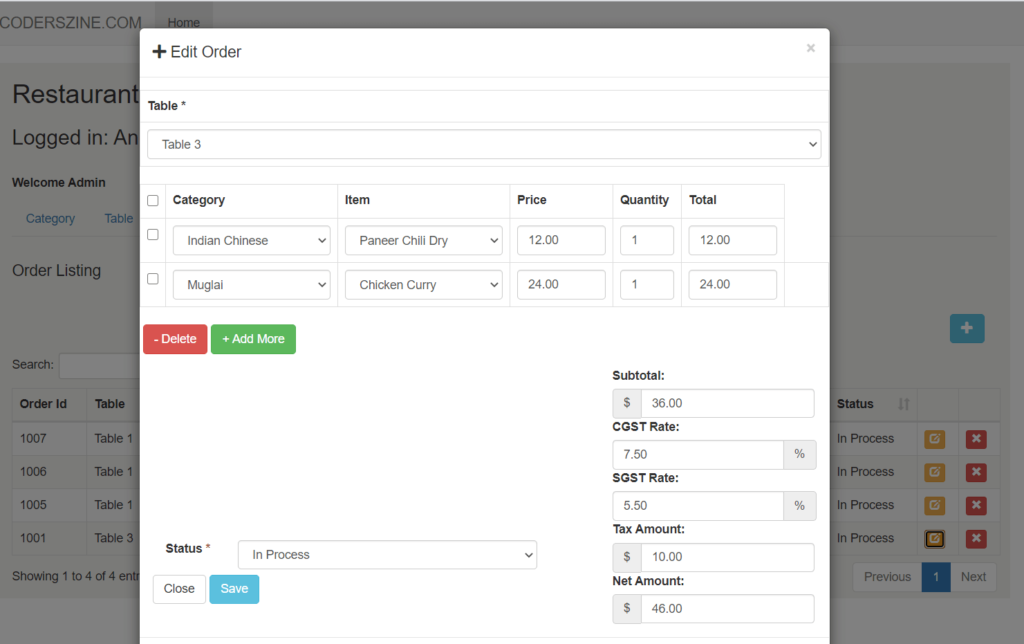 CODERSZINE.COM Home
+ Edit Order ×
Restaurant
Table *
Logged in: An
Table 3
Welcome Admin
Category Table
Category Item Price Quantity Total
Indian Chinese Paneer Chili Dry 12.00 1 12.00
Order Listing
Muglai Chicken Curry 24.00 1 24.00
- Delete + Add More
+
Search:
Subtotal:
$ 36.00
Order Id Table Status
CGST Rate:
1007 Table 1 In Process
7.50 %
1006 Table 1 In Process
SGST Rate:
1005 Table 1 5.50 % In Process
Tax Amount:
1001 Table 3 In Process
Status * In Process $ 10.00
Showing 1 to 4 of 4 entr Previous 1 Next
Net Amount:
Close Save
$ 46.00